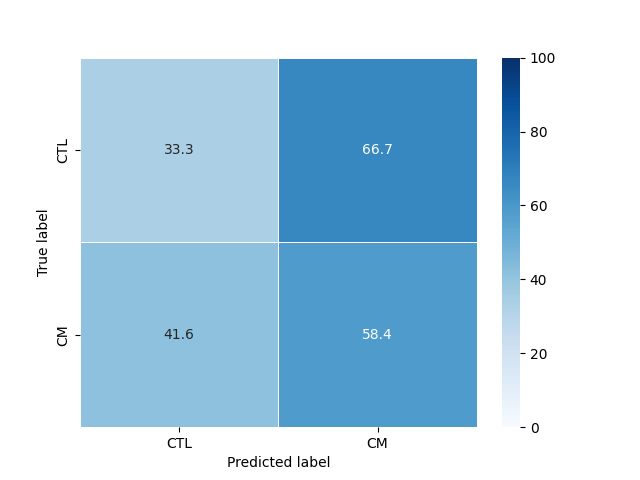 100
CTL 33.3 66.7
80
60
True label
40
CM 41.6 58.4
20
0
CTL CM
Predicted label